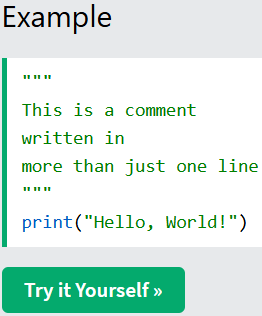 Example
"""
This is a comment
written in
more than just one line
"""
print("Hello, World!")
Try it Yourself »